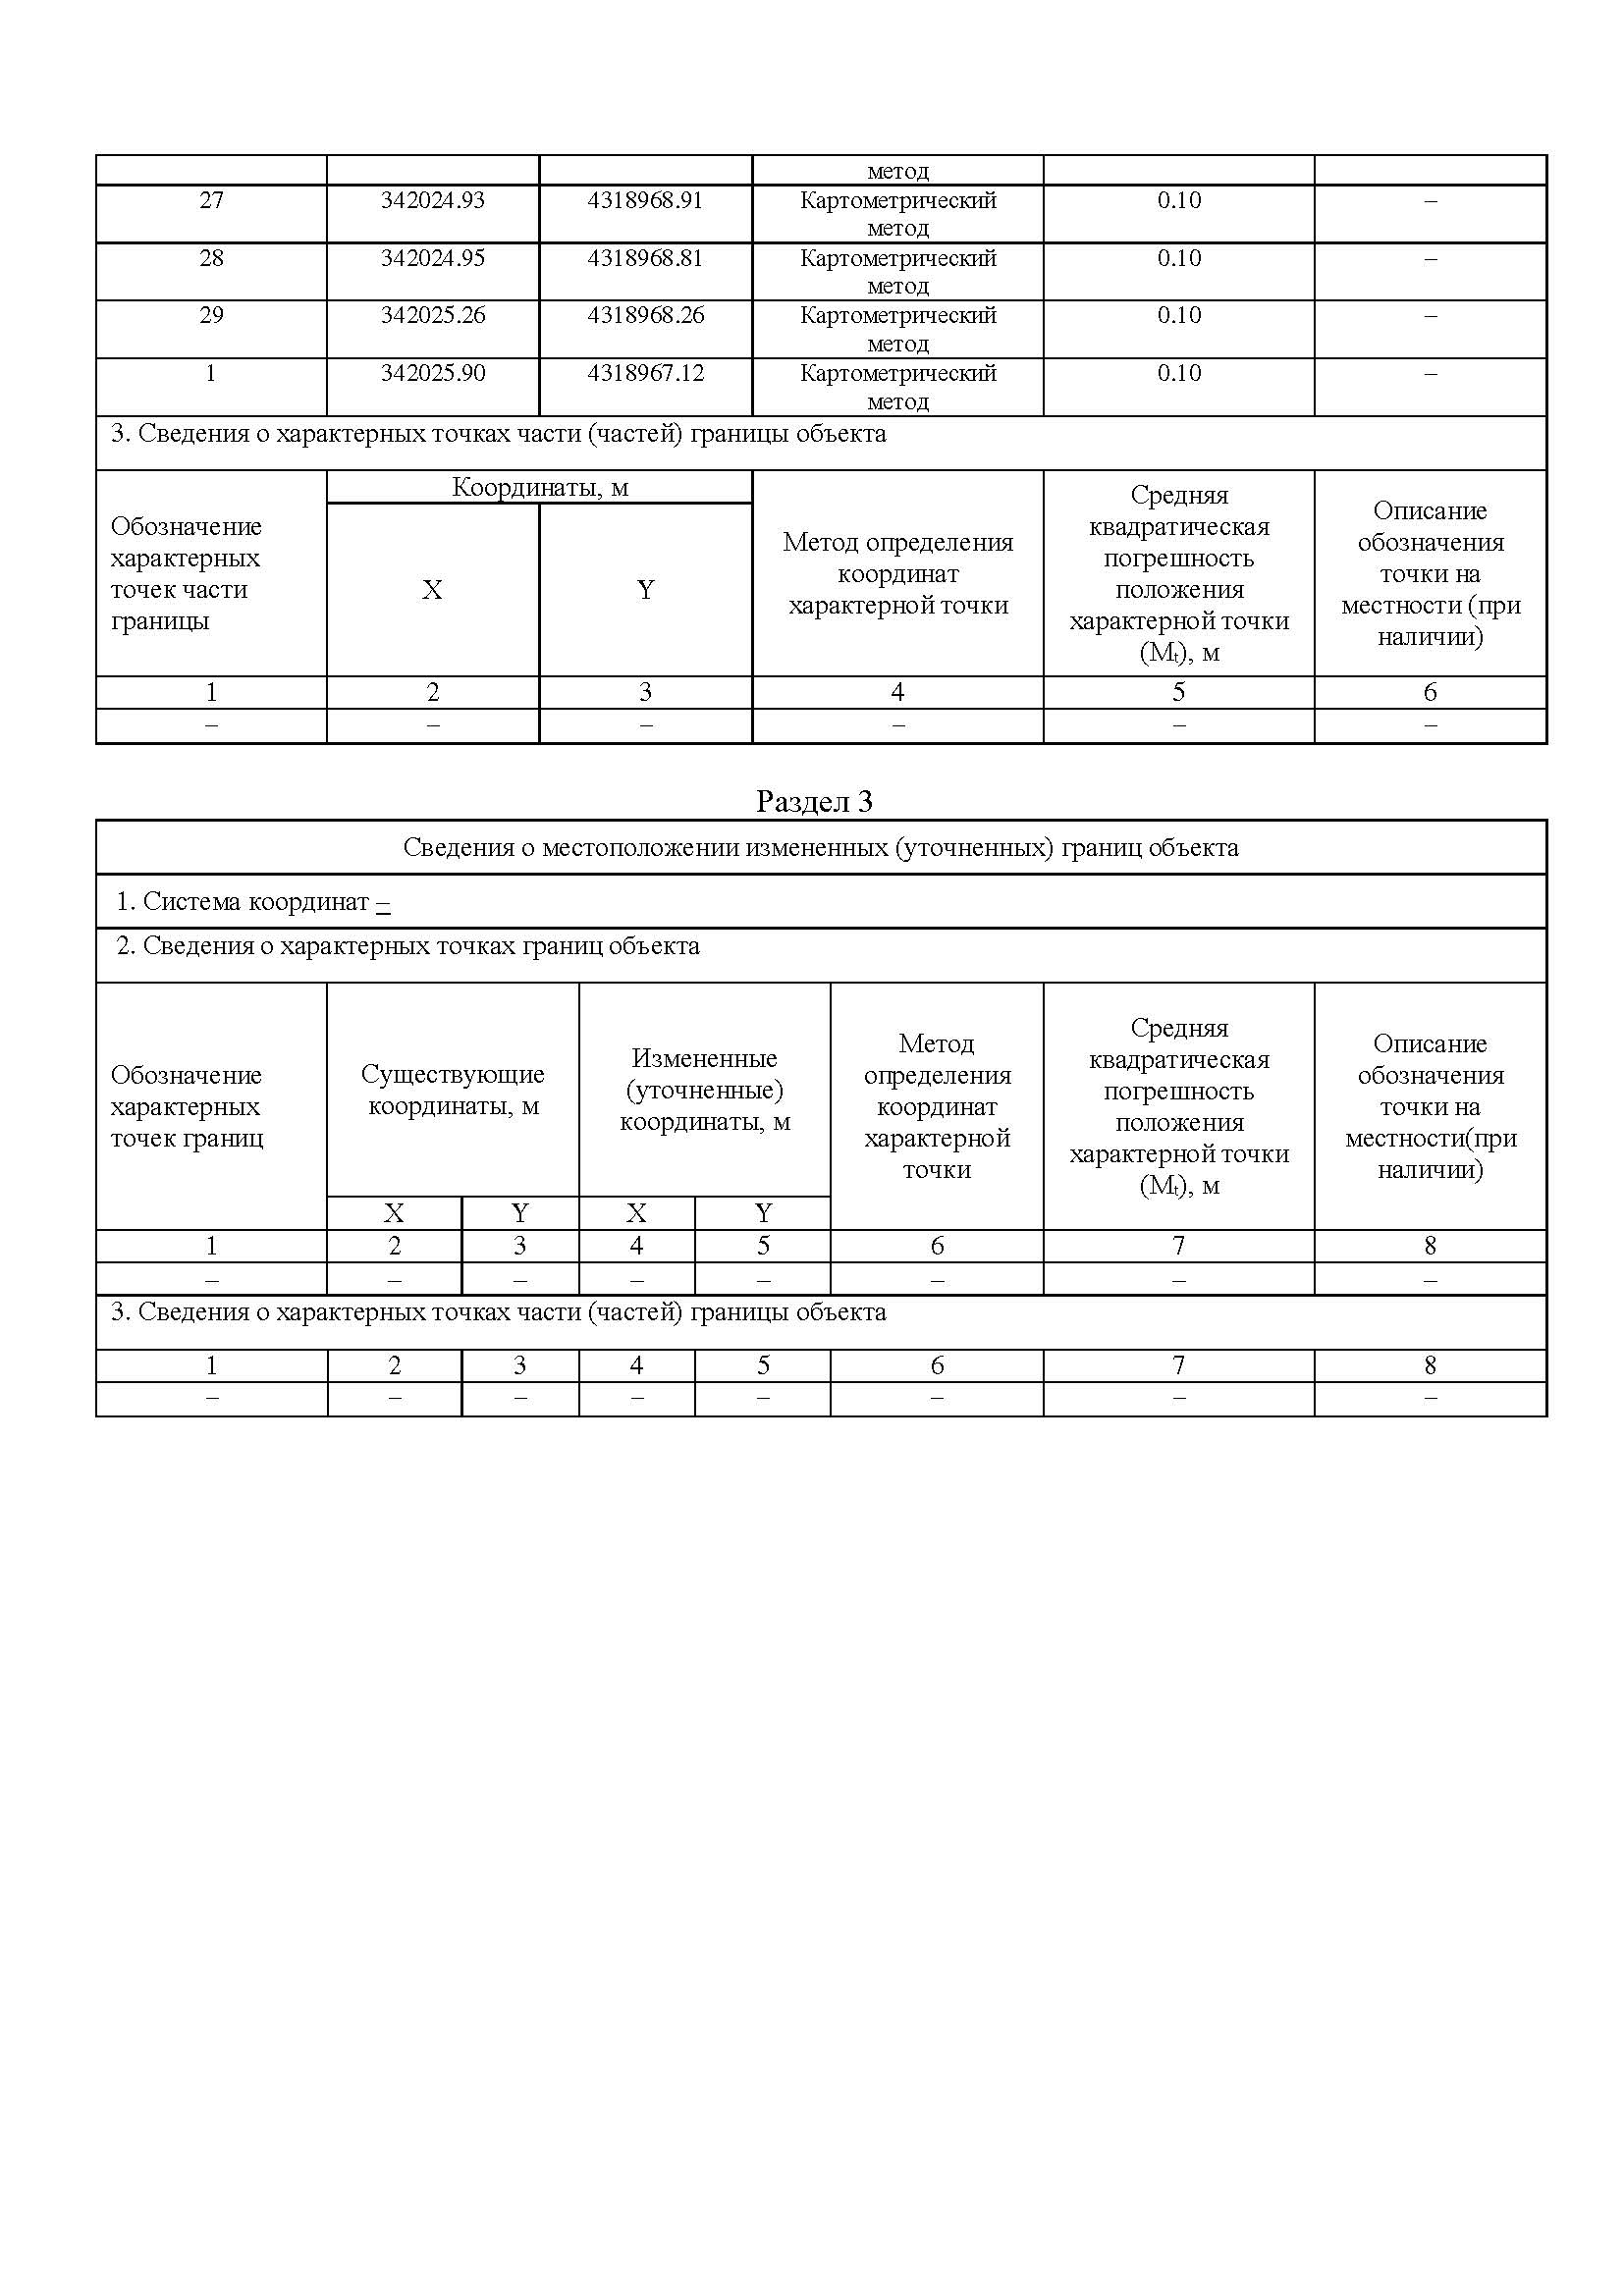 метод
27 342024.93 4318968.91 Картометрический 0.10 –
метод
28 342024.95 4318968.81 Картометрический 0.10 –
метод
29 342025.26 4318968.26 Картометрический 0.10 –
метод
1 342025.90 4318967.12 Картометрический 0.10 –
метод
3. Сведения о характерных точках части (частей) границы объекта
Обозначение
характерных
точек части
границы
Координаты, м
X Y
Метод определения
координат
характерной точки
Средняя
квадратическая
погрешность
положения
характерной точки
(Mt), м
Описание
обозначения
точки на
местности (при
наличии)
1 2 3 4 5 6
– – – – – –
Раздел 3
Сведения о местоположении измененных (уточненных) границ объекта
1. Система координат –
2. Сведения о характерных точках границ объекта
Обозначение
характерных
точек границ
Существующие
координаты, м
Измененные
(уточненные)
координаты, м
Метод
определения
координат
характерной
точки
Средняя
квадратическая
погрешность
положения
характерной точки
(Mt), м
Описание
обозначения
точки на
местности(при
наличии)
X Y X Y
1 2 3 4 5 6 7 8
– – – – – – – –
3. Сведения о характерных точках части (частей) границы объекта
1 2 3 4 5 6 7 8
– – – – – – – –